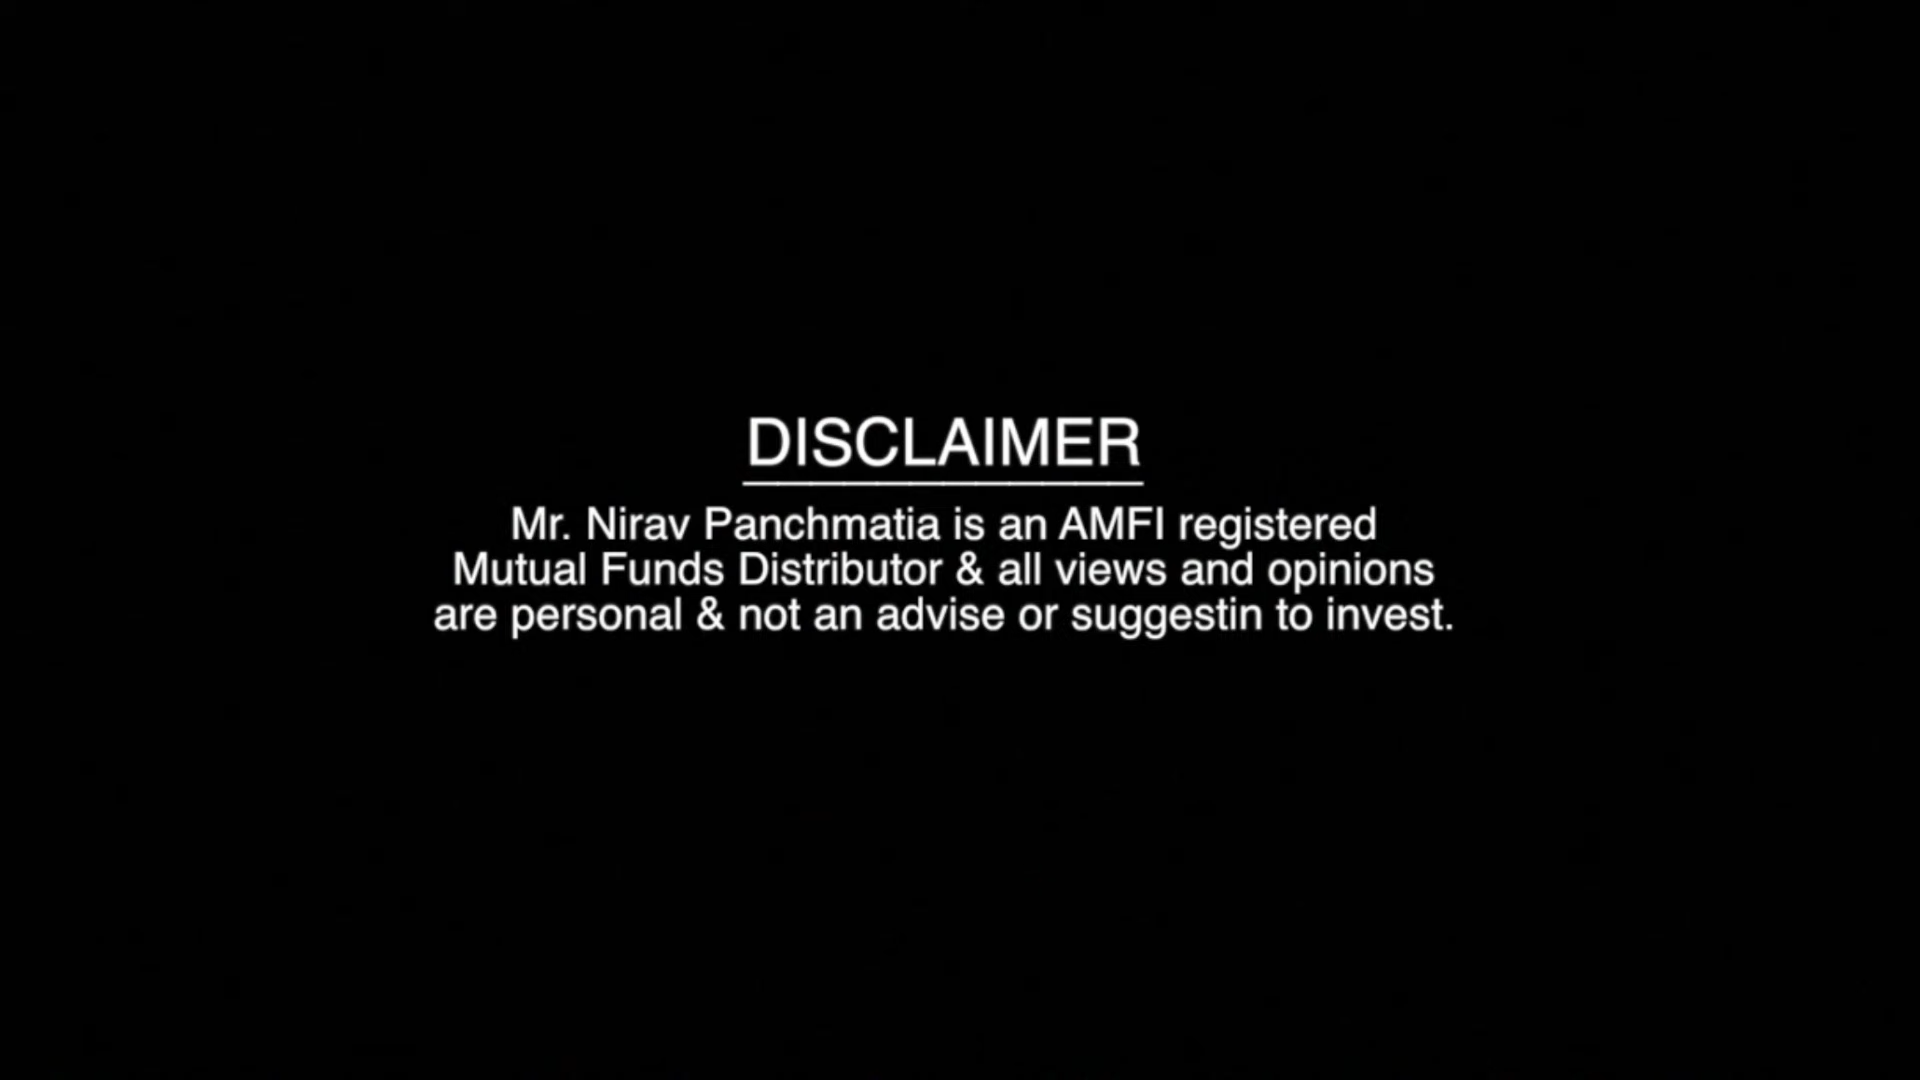 DISCLAIMER
Mr. Nirav Panchmatia is an AMFI registered
Mutual Funds Distributor & all views and opinions
are personal & not an advise or suggestin to invest.